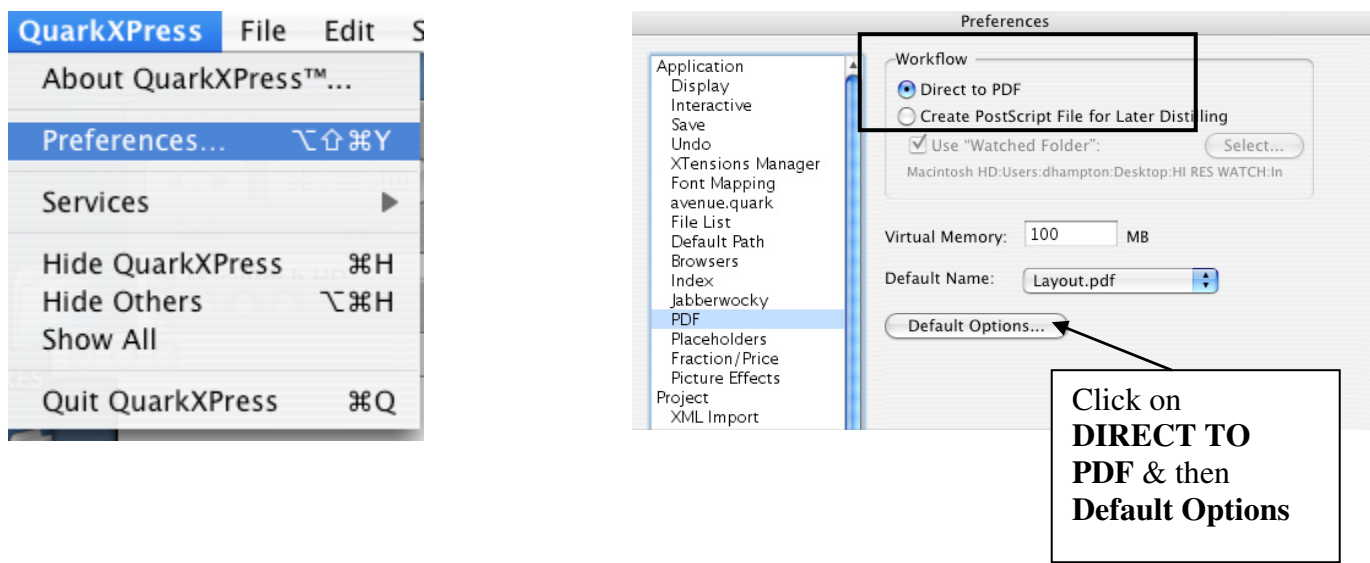 QuarkXPress File Edit S
About QuarkXPress™...
Preferences... ⌥⇧⌘Y
Services ▶
Hide QuarkXPress ⌘H
Hide Others ⌥⌘H
Show All
Quit QuarkXPress ⌘Q
Preferences
Application
Display
Interactive
Save
Undo
XTensions Manager
Font Mapping
avenue.quark
File List
Default Path
Browsers
Index
Jabberwocky
PDF
Placeholders
Fraction/Price
Picture Effects
Project
XML Import
Workflow
Direct to PDF
Create PostScript File for Later Distilling
Use “Watched Folder”: Select...
Macintosh HD:Users:dhampton:Desktop:HI RES WATCH:In
Virtual Memory: 100 MB
Default Name: Layout.pdf
Default Options...
Click on
DIRECT TO
PDF & then
Default Options